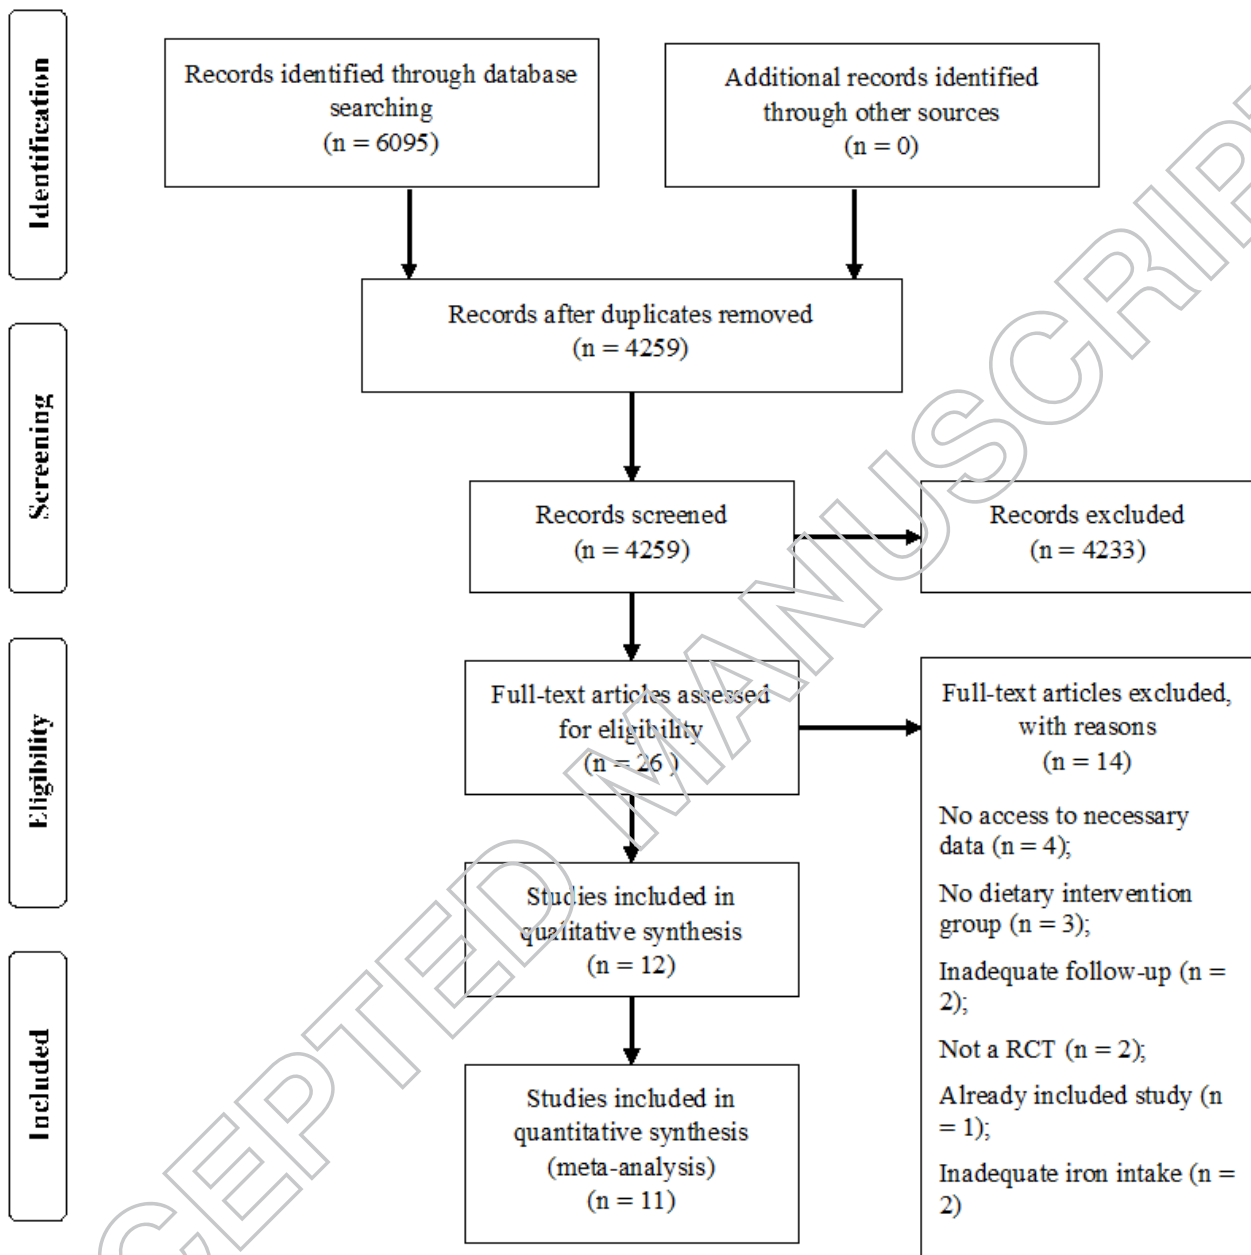 Identification
Records identified through database
searching
(n = 6095)
Additional records identified
through other sources
(n = 0)
Records after duplicates removed
(n = 4259)
Screening
Records screened
(n = 4259)
Records excluded
(n = 4233)
Eligibility
Full-text articles assessed
for eligibility
(n = 26 )
Full-text articles excluded,
with reasons
(n = 14)
No access to necessary
data (n = 4);
No dietary intervention
group (n = 3);
Inadequate follow-up (n =
2);
Not a RCT (n = 2);
Already included study (n
= 1);
Inadequate iron intake (n =
2)
Studies included in
qualitative synthesis
(n = 12)
Included
Studies included in
quantitative synthesis
(meta-analysis)
(n = 11)
CEPTED MANUSCRIP